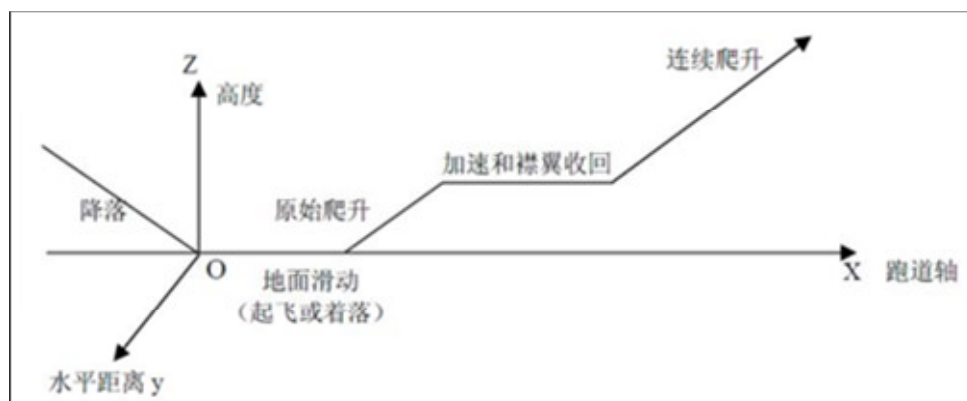 Z
高度
连续爬升
加速和襟翼收回
降落
原始爬升
O
X 跑道轴
地面滑动
（起飞或着落）
水平距离 y